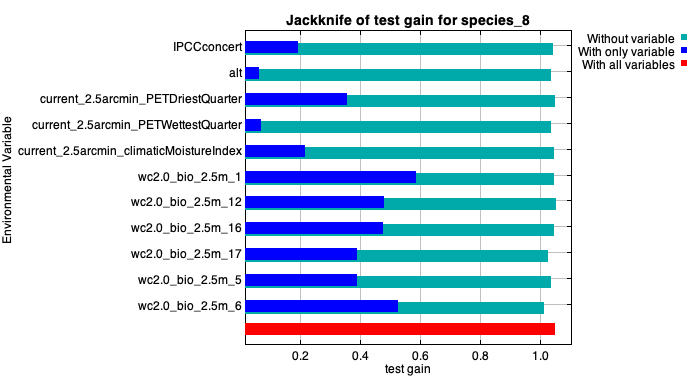 Jackknife of test gain for species_8
Without variable
With only variable
With all variables
Environmental Variable
IPCCconcert
alt
current_2.5arcmin_PETDriestQuarter
current_2.5arcmin_PETWettestQuarter
current_2.5arcmin_climaticMoistureIndex
wc2.0_bio_2.5m_1
wc2.0_bio_2.5m_12
wc2.0_bio_2.5m_16
wc2.0_bio_2.5m_17
wc2.0_bio_2.5m_5
wc2.0_bio_2.5m_6
0.2 0.4 0.6 0.8 1.0
test gain